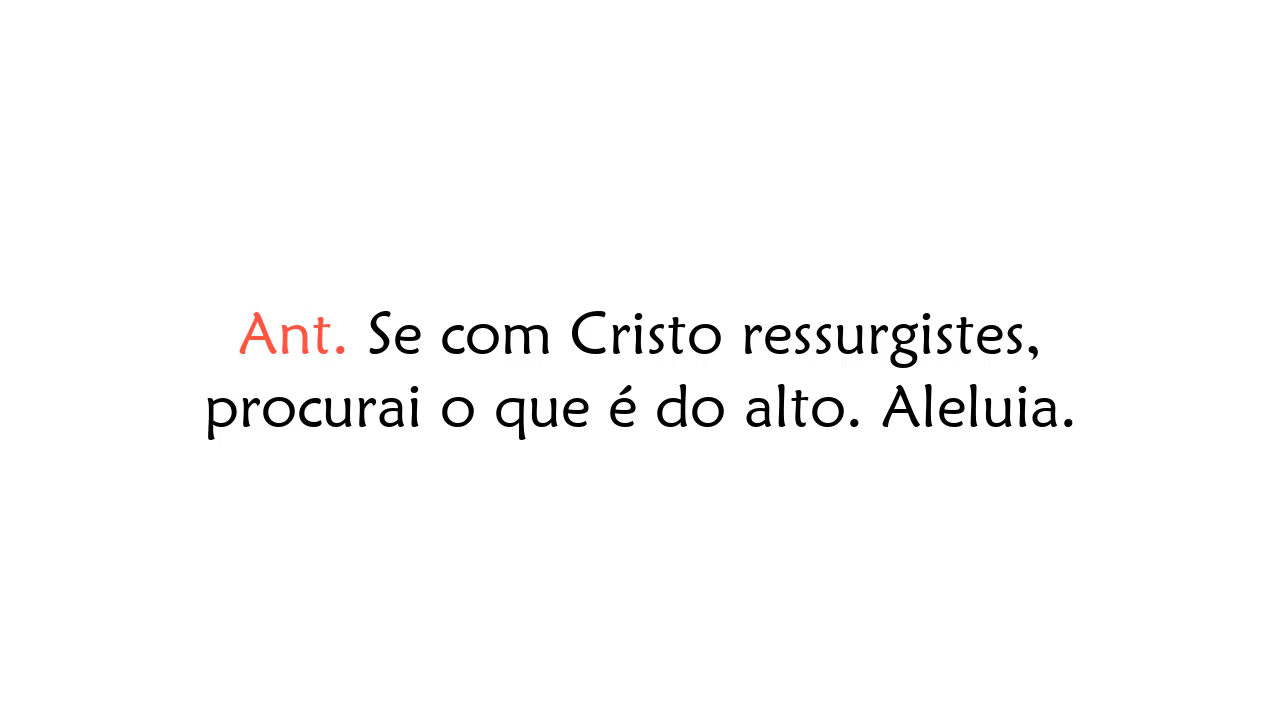 Ant. Se com Cristo ressurgistes,
procurai o que é do alto. Aleluia.